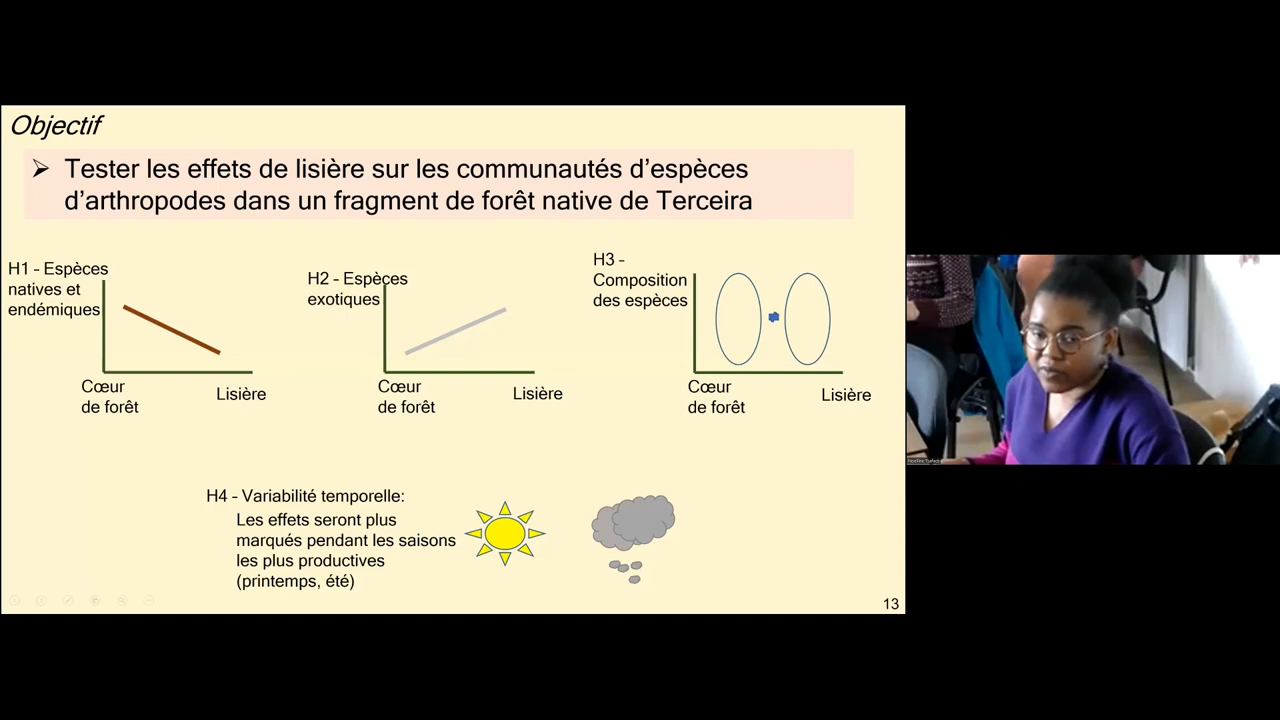 Objectif
➢ Tester les effets de lisière sur les communautés d'espèces
d'arthropodes dans un fragment de forêt native de Terceira
H1 - Espèces
natives et
endémiques
Cœur
de forêt
Lisière
H2 - Espèces
exotiques
Cœur
de forêt
Lisière
H3 -
Composition
des espèces
Cœur
de forêt
Lisière
H4 - Variabilité temporelle:
Les effets seront plus
marqués pendant les saisons
les plus productives
(printemps, été)
13